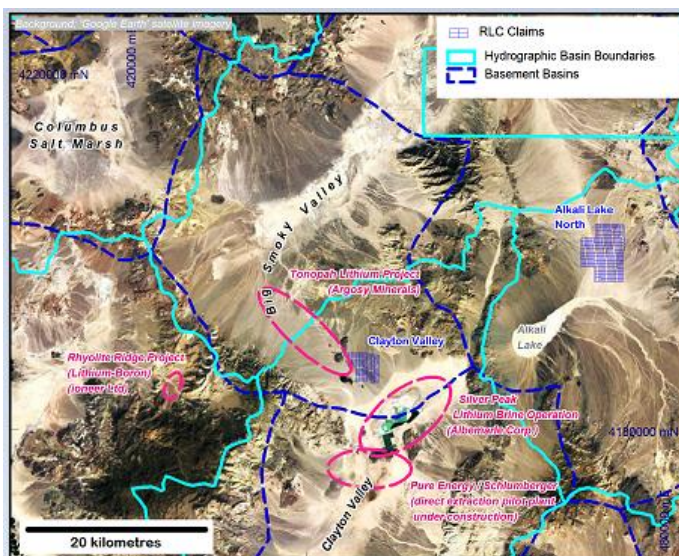 Background: 'Google Earth' satellite imagery
RLC Claims
Hydrographic Basin Boundaries
Basement Basins
4220000 mN
420000 mE
Columbus
Salt Marsh
Big Smoky Valley
Alkali Lake
North
Tonopah Lithium Project
(Argosy Minerals)
Alkali
Lake
Clayton Valley
Rhyolite Ridge Project
(Lithium-Boron)
(ioneer Ltd)
Silver Peak
Lithium Brine Operation
(Albemarle Corp)
4180000 mN
Pure Energy / Schlumberger
(direct extraction pilot plant
under construction)
Clayton Valley
480000 mE
20 kilometres